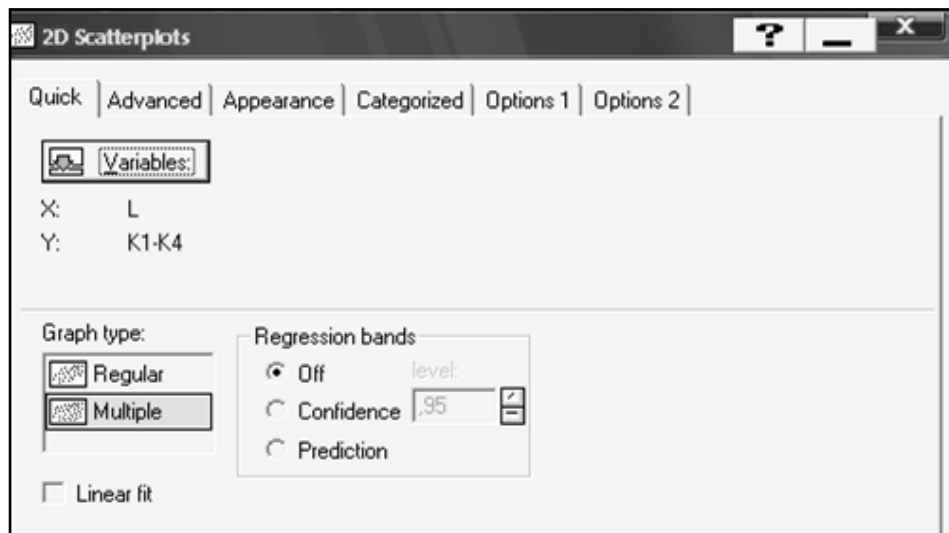 2D Scatterplots
Quick Advanced Appearance Categorized Options 1 Options 2
Variables:
X: L
Y: K1-K4
Graph type:
Regular
Multiple
Linear fit
Regression bands
Off level:
Confidence ,95
Prediction